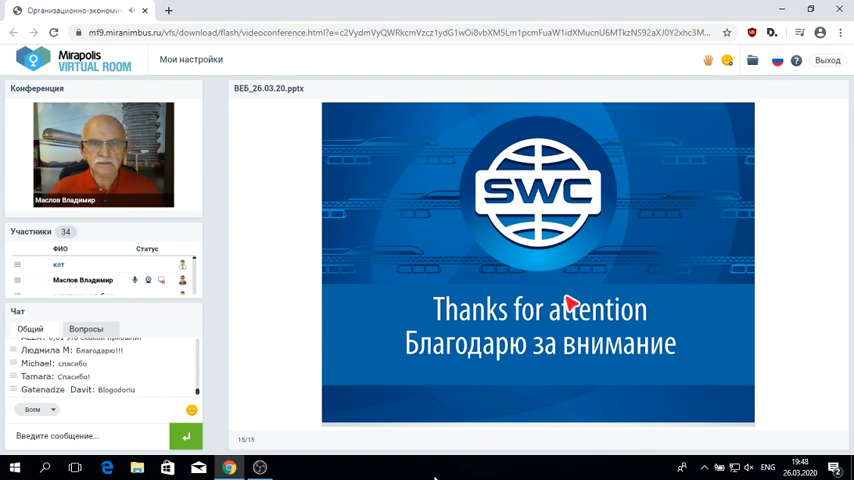 Организационно-экономи
mf9.miranimbus.ru/vfs/download/flash/videoconference.html?
Mirapolis
VIRTUAL ROOM
Мои настройки
Выход
Конференция
ВЕБ_26.03.20.pptx
Маслов Владимир
SWC
Участники 34
ФИО Статус
кот
Маслов Владимир
Чат
Общий Вопросы
Людмила М: Благодарю!!!
Michael: спасибо
Tamara: Спасибо!
Gatenadze Davit: Blogodoriu
Всем
Введите сообщение...
Thanks for attention
Благодарю за внимание
15/15
ENG
19:48
26.03.2020
2